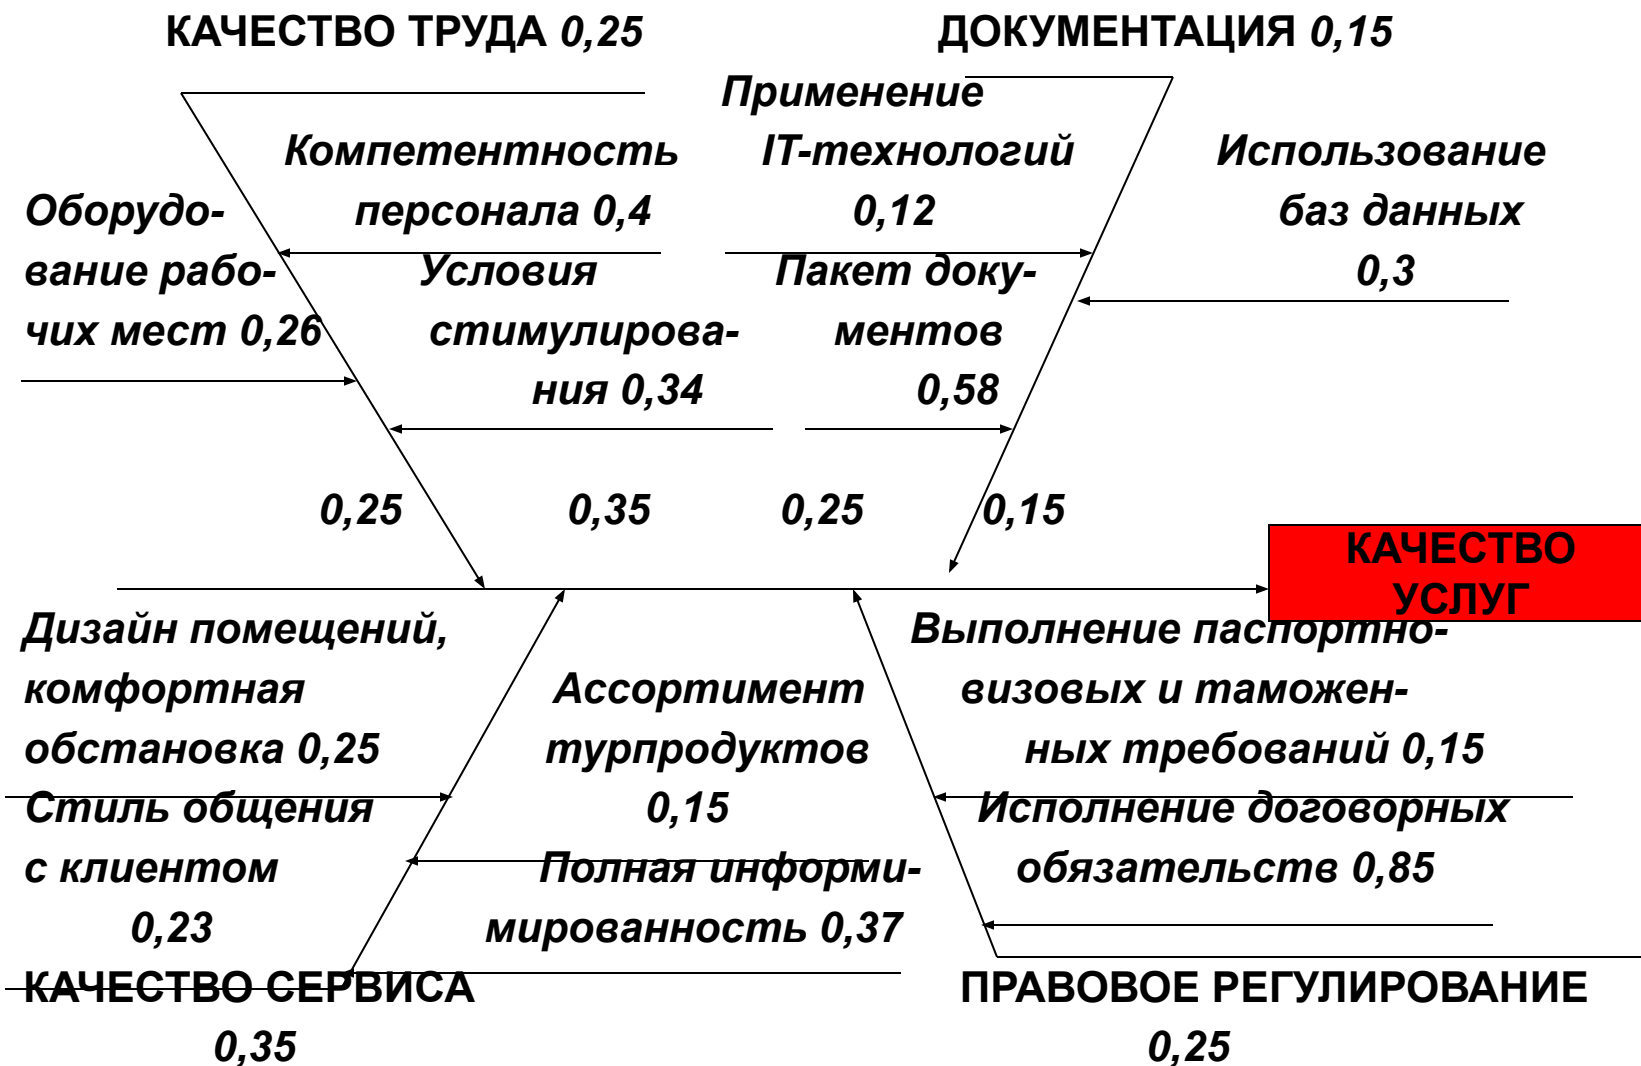 КАЧЕСТВО ТРУДА 0,25
ДОКУМЕНТАЦИЯ 0,15
Применение
Компетентность
IT-технологий
Использование
Оборудо-
персонала 0,4
0,12
баз данных
вание рабо-
Условия
Пакет доку-
0,3
чих мест 0,26
стимулирова-
ментов
ния 0,34
0,58
0,25
0,35
0,25
0,15
КАЧЕСТВО
УСЛУГ
Дизайн помещений,
Выполнение паспортно-
комфортная
Ассортимент
визовых и таможен-
обстановка 0,25
турпродуктов
ных требований 0,15
Стиль общения
0,15
Исполнение договорных
с клиентом
Полная информи-
обязательств 0,85
0,23
мированность 0,37
КАЧЕСТВО СЕРВИСА
ПРАВОВОЕ РЕГУЛИРОВАНИЕ
0,35
0,25